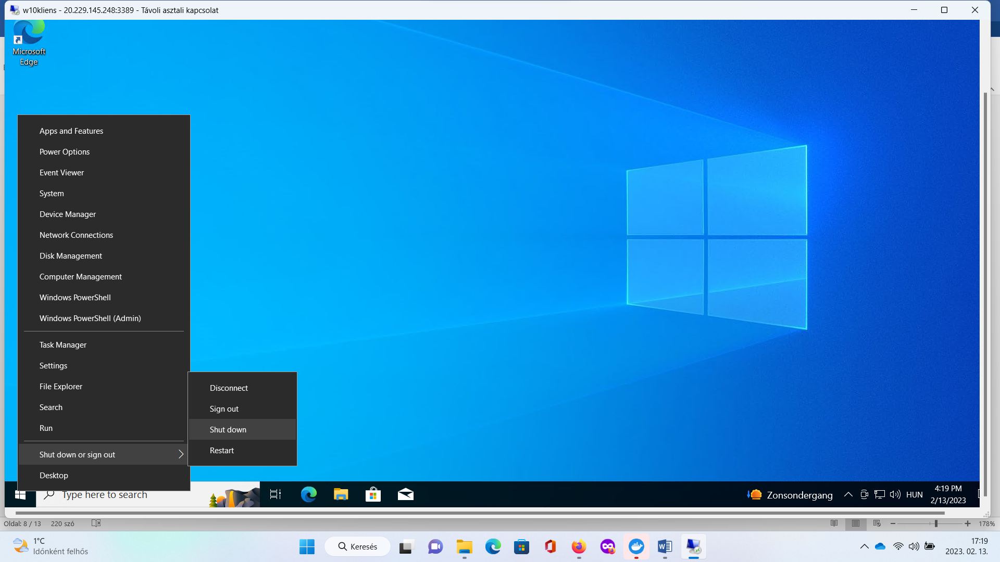 w10kliens - 20.229.145.248:3389 - Távoli asztali kapcsolat
Microsoft
Edge
Apps and Features
Power Options
Event Viewer
System
Device Manager
Network Connections
Disk Management
Computer Management
Windows PowerShell
Windows PowerShell (Admin)
Task Manager
Settings
File Explorer
Search
Run
Shut down or sign out
Desktop
Disconnect
Sign out
Shut down
Restart
Type here to search
Zonsondergang
HUN
4:19 PM
2/13/2023
Oldal: 8 / 13 220 szó
178%
1°C
Időnként felhős
Keresés
17:19
2023. 02. 13.